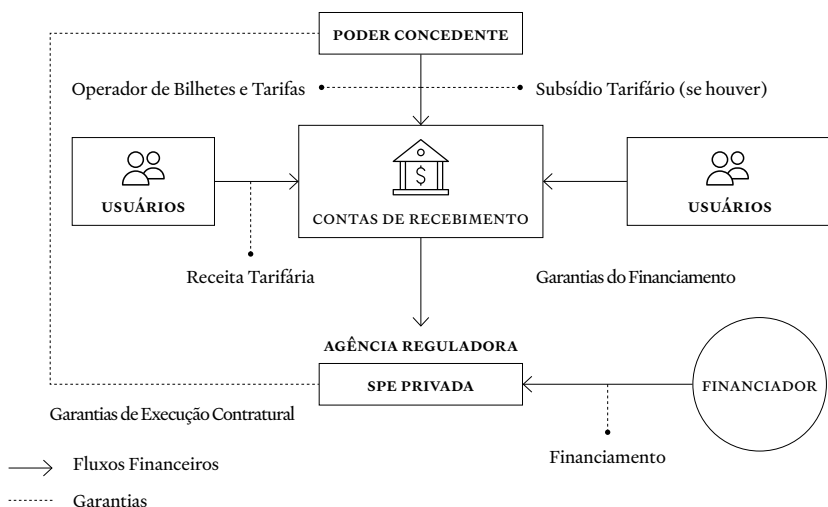 PODER CONCEDENTE
Operador de Bilhetes e Tarifas
Subsídio Tarifário (se houver)
USUÁRIOS
$
CONTAS DE RECEBIMENTO
USUÁRIOS
Receita Tarifária
Garantias do Financiamento
AGÊNCIA REGULADORA
SPE PRIVADA
FINANCIADOR
Garantias de Execução Contratural
Financiamento
Fluxos Financeiros
Garantias